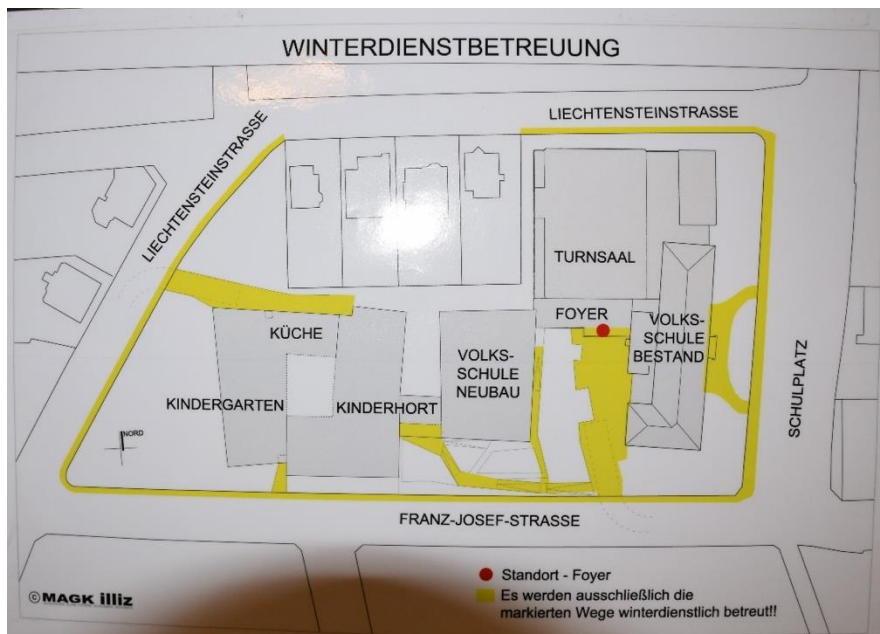 WINTERDIENSTBETREUUNG
LIECHTENSTEINSTRASSE
LIECHTENSTEINSTRASSE
TURNSAAL
FOYER
KÜCHE
VOLKS-
SCHULE
BESTAND
VOLKS-
SCHULE
NEUBAU
KINDERGARTEN
KINDERHORT
SCHULPLATZ
NORD
FRANZ-JOSEF-STRASSE
Standort - Foyer
Es werden ausschließlich die
markierten Wege winterdienstlich betreut!!
© MAGK illiz